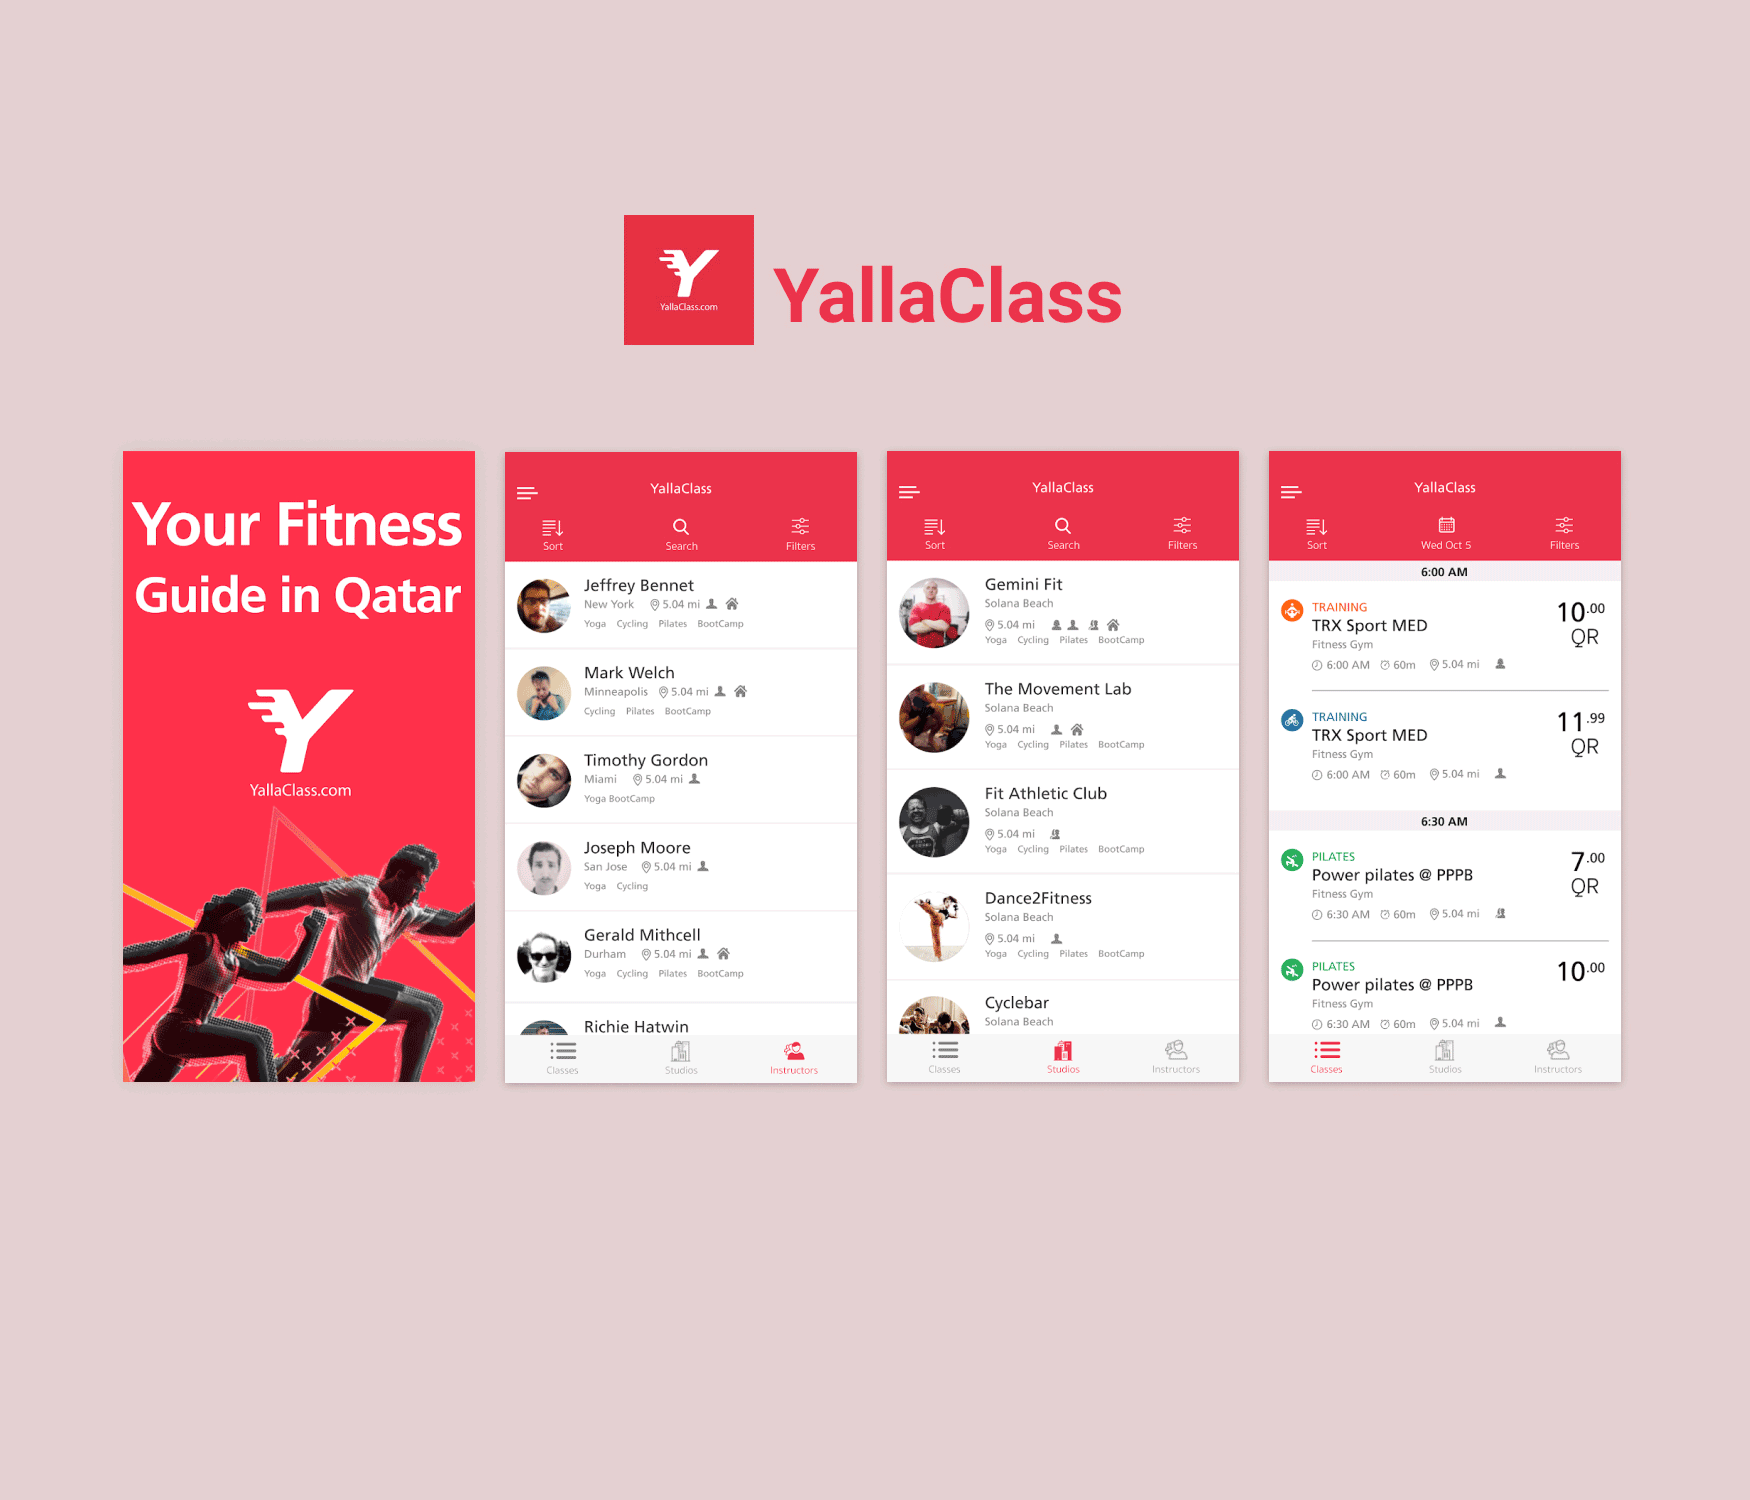 YallaClass.com
YallaClass
Your Fitness
Guide in Qatar
YallaClass.com
YallaClass
Sort Search Filters
Jeffrey Bennet
New York 5.04 mi
Yoga Cycling Pilates BootCamp
Mark Welch
Minneapolis 5.04 mi
Cycling Pilates BootCamp
Timothy Gordon
Miami 5.04 mi
Yoga BootCamp
Joseph Moore
San Jose 5.04 mi
Yoga Cycling
Gerald Mithcell
Durham 5.04 mi
Yoga Cycling Pilates BootCamp
Richie Hatwin
Classes Studios Instructors
YallaClass
Sort Search Filters
Gemini Fit
Solana Beach
5.04 mi
Yoga Cycling Pilates BootCamp
The Movement Lab
Solana Beach
5.04 mi
Yoga Cycling Pilates BootCamp
Fit Athletic Club
Solana Beach
5.04 mi
Yoga Cycling Pilates BootCamp
Dance2Fitness
Solana Beach
5.04 mi
Yoga Cycling Pilates BootCamp
Cyclebar
Solana Beach
Classes Studios Instructors
YallaClass
Sort Wed Oct 5 Filters
6:00 AM
TRAINING 10.00
TRX Sport MED QR
Fitness Gym
6:00 AM 60m 5.04 mi
TRAINING 11.99
TRX Sport MED QR
Fitness Gym
6:00 AM 60m 5.04 mi
6:30 AM
PILATES 7.00
Power pilates @ PPPB QR
Fitness Gym
6:30 AM 60m 5.04 mi
PILATES 10.00
Power pilates @ PPPB
Fitness Gym
6:30 AM 60m 5.04 mi
Classes Studios Instructors